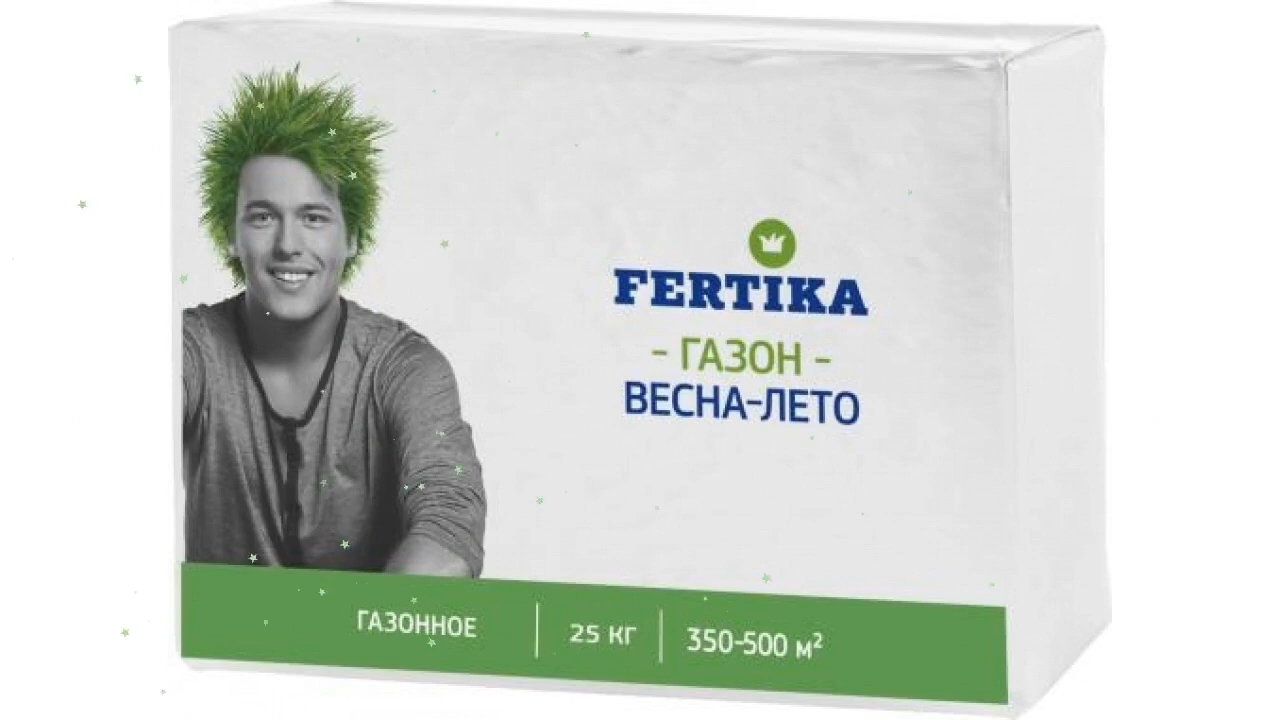 FERTIKA
- ГАЗОН -
ВЕСНА-ЛЕТО
ГАЗОННОЕ
25 КГ
350-500 м²